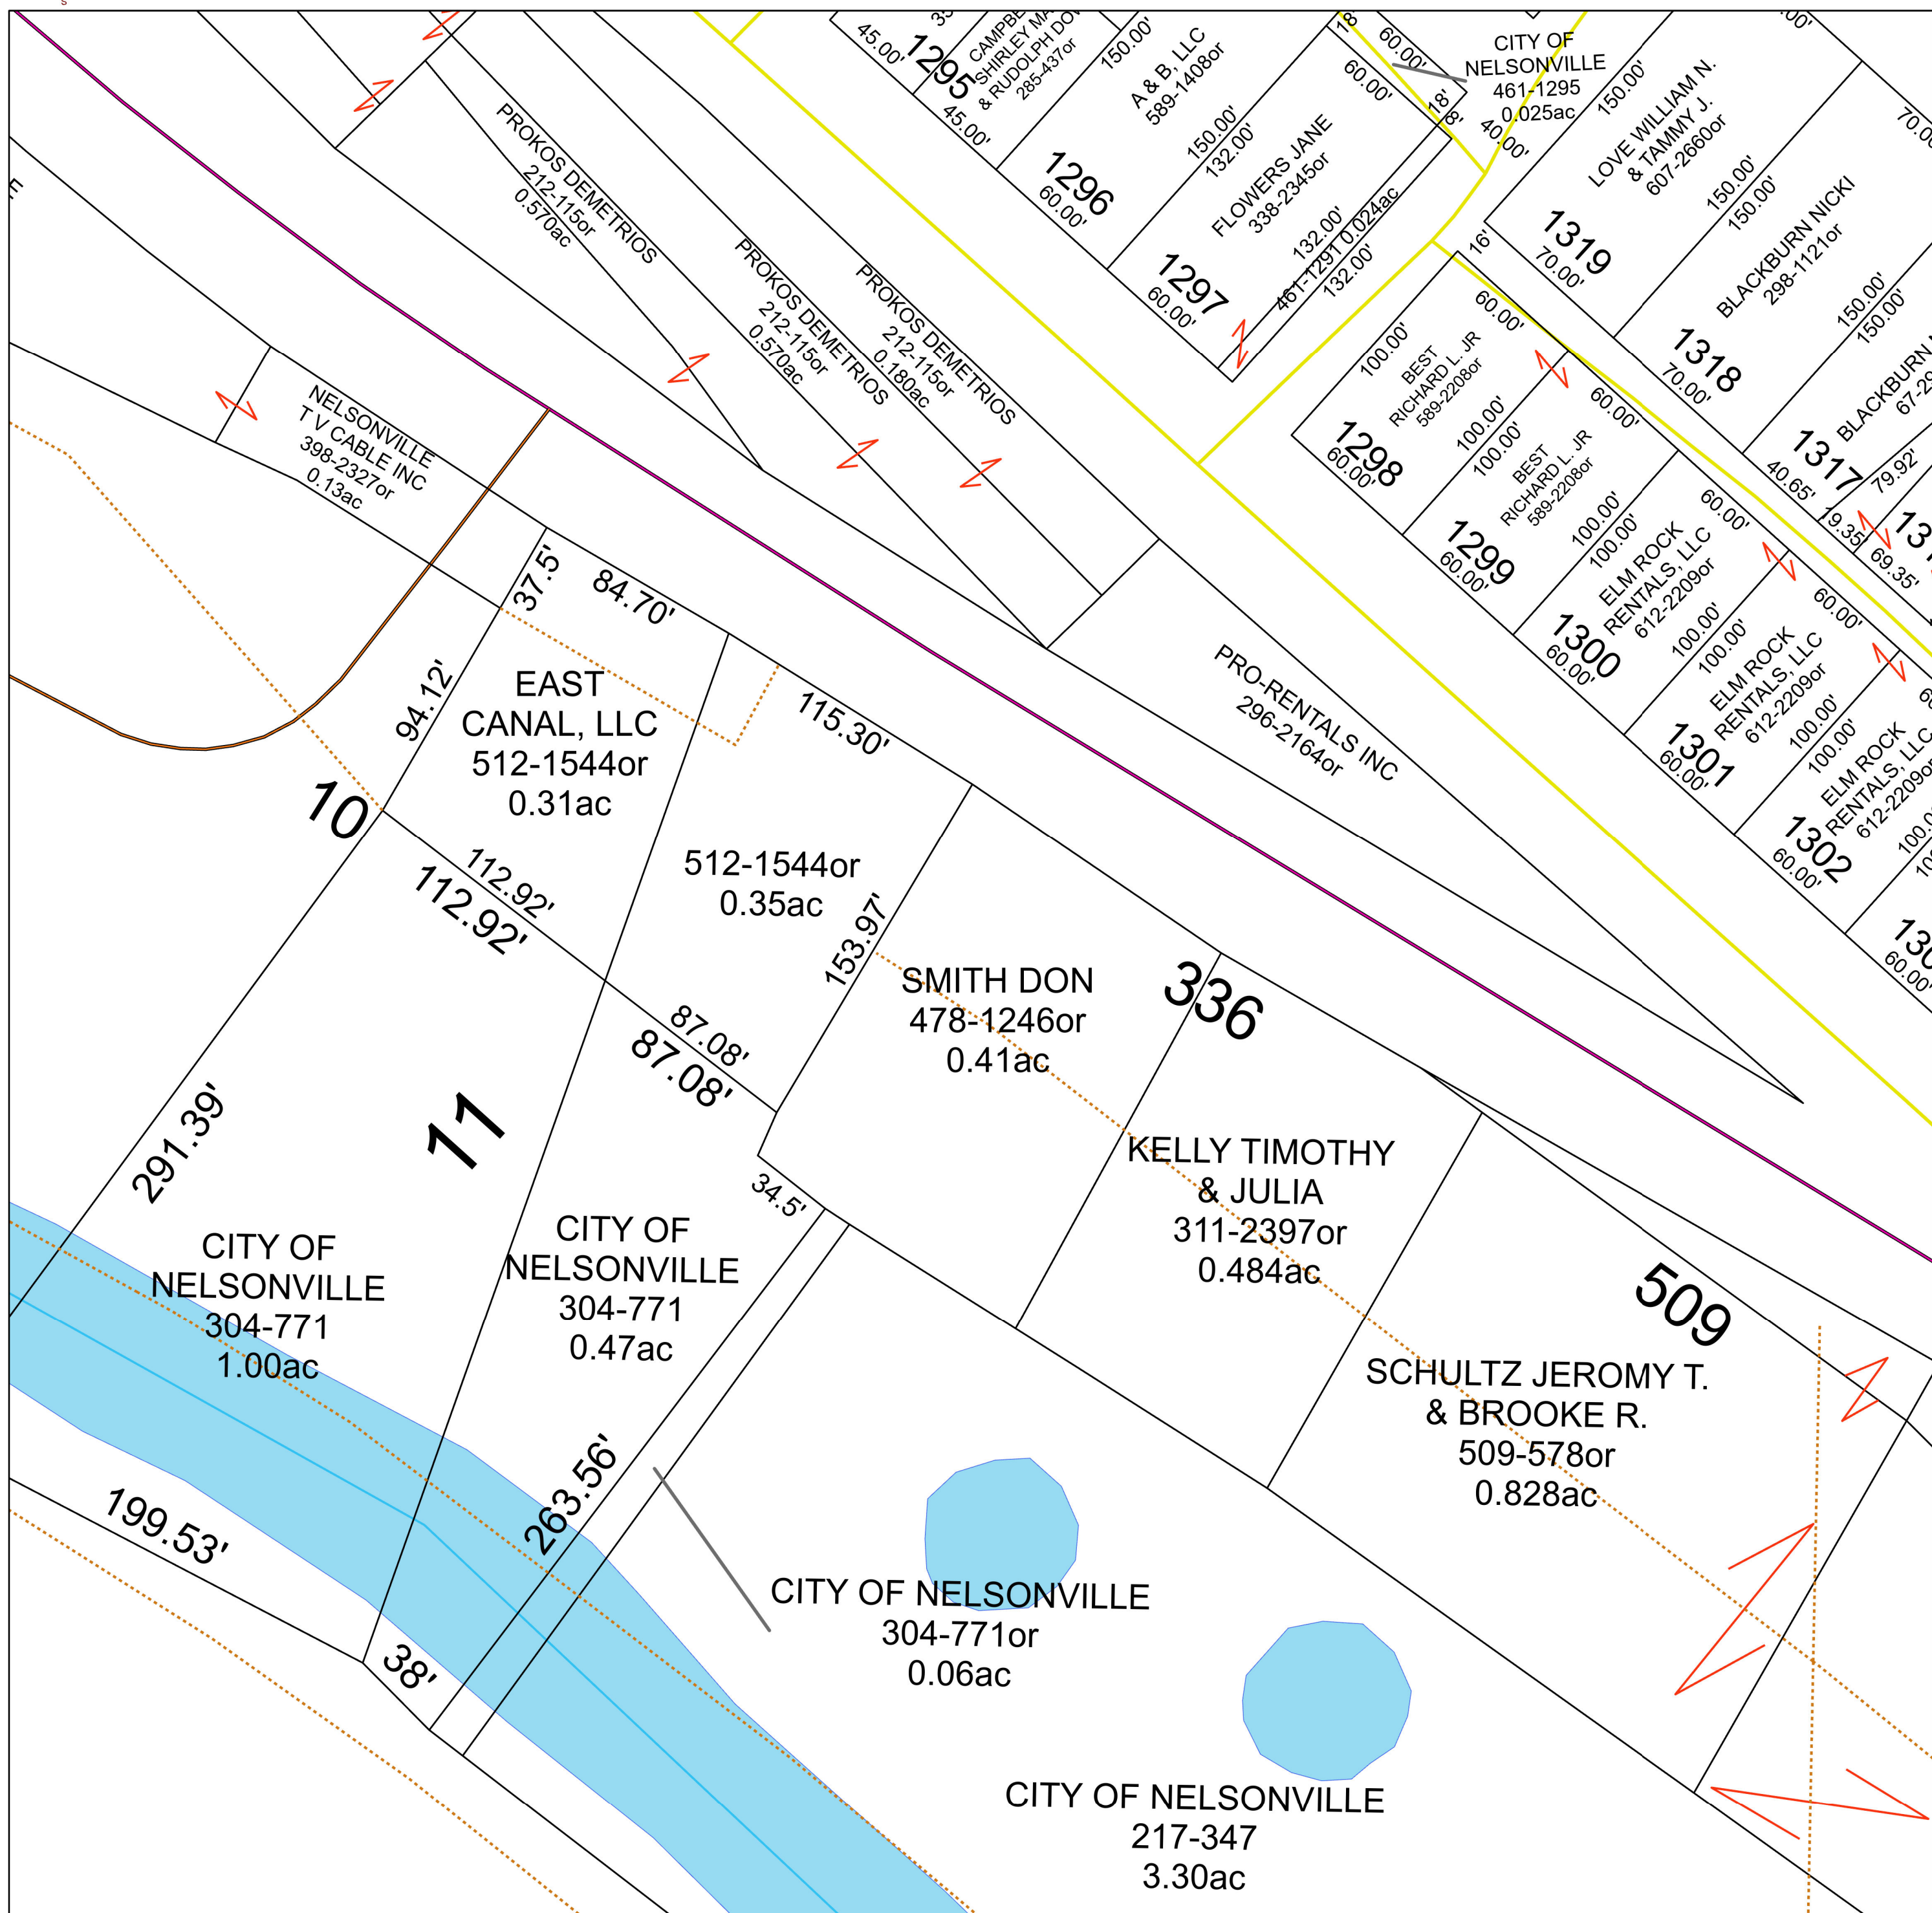 s
45.00'
35
1295
45.00'
SHIRLEY MA
& RUDOLPH DOW
285-437or
150.00'
A & B, LLC
589-1408or
1296
60.00'
150.00'
132.00'
FLOWERS JANE
338-2345or
1297
60.00'
132.00'
461-1291 0.024ac
132.00'
18'
60.00'
60.00'
18'
18'
40.00'
CITY OF
NELSONVILLE
461-1295
0.025ac
150.00'
LOVE WILLIAM N.
& TAMMY J.
607-2660or
1319
70.00'
16'
150.00'
150.00'
BLACKBURN NICKI
298-1121or
1318
70.00'
150.00'
150.00'
BLACKBURN
1317
40.65'
79.92'
19.35'
69.35'
100.00'
60.00'
BEST
RICHARD L. JR
589-2208or
1298
60.00'
100.00'
100.00'
60.00'
BEST
RICHARD L. JR
589-2208or
1299
60.00'
100.00'
100.00'
60.00'
ELM ROCK
RENTALS, LLC
612-2209or
1300
60.00'
100.00'
100.00'
60.00'
ELM ROCK
RENTALS, LLC
612-2209or
1301
60.00'
100.00'
100.00'
ELM ROCK
RENTALS, LLC
612-2209or
1302
60.00'
60.00'
PROKOS DEMETRIOS
212-115or
0.570ac
PROKOS DEMETRIOS
212-115or
0.570ac
PROKOS DEMETRIOS
212-115or
0.180ac
PRO-RENTALS INC
296-2164or
NELSONVILLE
T V CABLE INC
398-2327or
0.13ac
37.5'
84.70'
94.12'
EAST
CANAL, LLC
512-1544or
0.31ac
115.30'
10
112.92'
112.92'
512-1544or
0.35ac
153.97'
87.08'
87.08'
SMITH DON
478-1246or
0.41ac
336
KELLY TIMOTHY
& JULIA
311-2397or
0.484ac
509
SCHULTZ JEROMY T.
& BROOKE R.
509-578or
0.828ac
11
291.39'
34.5'
CITY OF
NELSONVILLE
304-771
1.00ac
CITY OF
NELSONVILLE
304-771
0.47ac
263.56'
199.53'
38'
CITY OF NELSONVILLE
304-771or
0.06ac
CITY OF NELSONVILLE
217-347
3.30ac